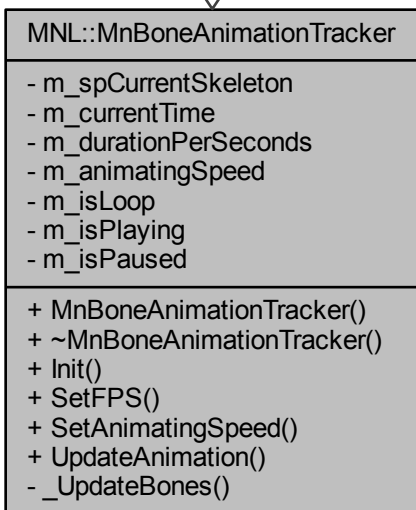 MNL::MnBoneAnimationTracker
- m_spCurrentSkeleton
- m_currentTime
- m_durationPerSeconds
- m_animatingSpeed
- m_isLoop
- m_isPlaying
- m_isPaused
+ MnBoneAnimationTracker()
+ ~MnBoneAnimationTracker()
+ Init()
+ SetFPS()
+ SetAnimatingSpeed()
+ UpdateAnimation()
- _UpdateBones()